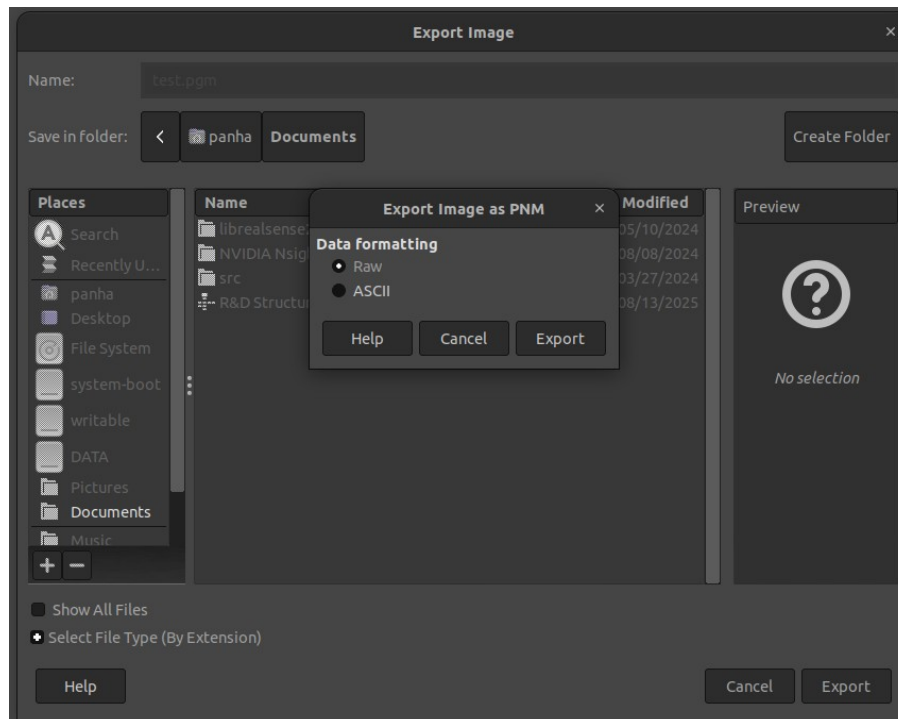 Export Image
Name: test.pgm
Save in folder: panha Documents Create Folder
Places
Search
Recently U...
panha
Desktop
File System
system-boot
writable
DATA
Pictures
Documents
Music
Name Modified
librealsense 05/10/2024
NVIDIA Nsig 08/08/2024
src 03/27/2024
R&D Structu 08/13/2025
Export Image as PNM
Data formatting
Raw
ASCII
Help Cancel Export
Preview
No selection
Show All Files
Select File Type (By Extension)
Help Cancel Export